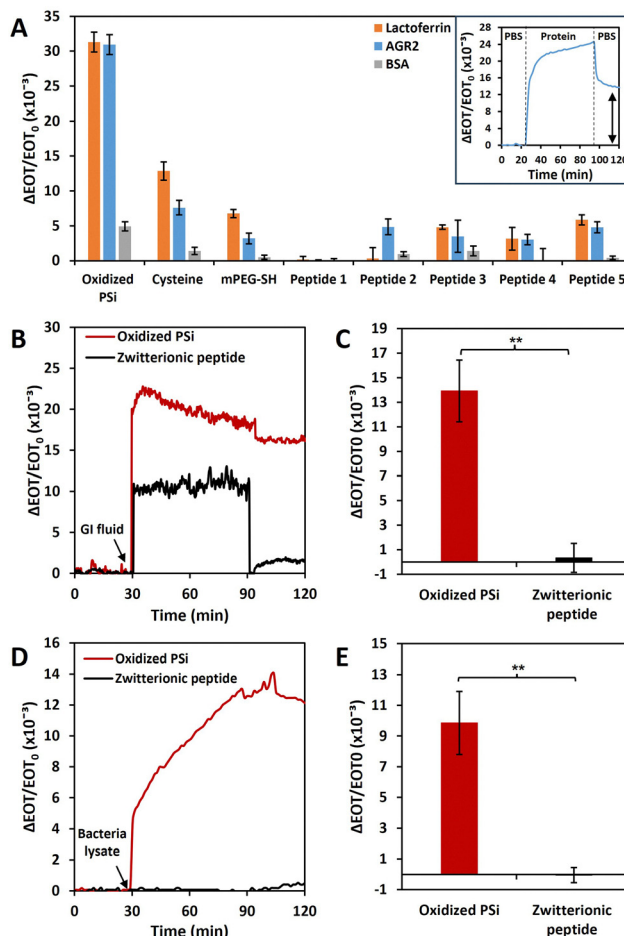 A
ΔEOT/EOT₀ (x10⁻³)
35
30
25
20
15
10
5
0
Lactoferrin
AGR2
BSA
Oxidized PSi
Cysteine
mPEG-SH
Peptide 1
Peptide 2
Peptide 3
Peptide 4
Peptide 5
PBS Protein PBS
ΔEOT/EOT₀ (x10⁻³)
28
24
20
16
12
8
4
0
0 20 40 60 80 100 120
Time (min)
B
ΔEOT/EOT₀ (x10⁻³)
30
25
20
15
10
5
0
Oxidized PSi
Zwitterionic peptide
GI fluid
0 30 60 90 120
Time (min)
C
ΔEOT/EOT0 (x10⁻³)
19
17
15
13
11
9
7
5
3
1
-1
**
Oxidized PSi
Zwitterionic
peptide
D
ΔEOT/EOT₀ (x10⁻³)
16
14
12
10
8
6
4
2
0
Oxidized PSi
Zwitterionic peptide
Bacteria
lysate
0 30 60 90 120
Time (min)
E
ΔEOT/EOT0 (x10⁻³)
15
13
11
9
7
5
3
1
-1
**
Oxidized PSi
Zwitterionic
peptide